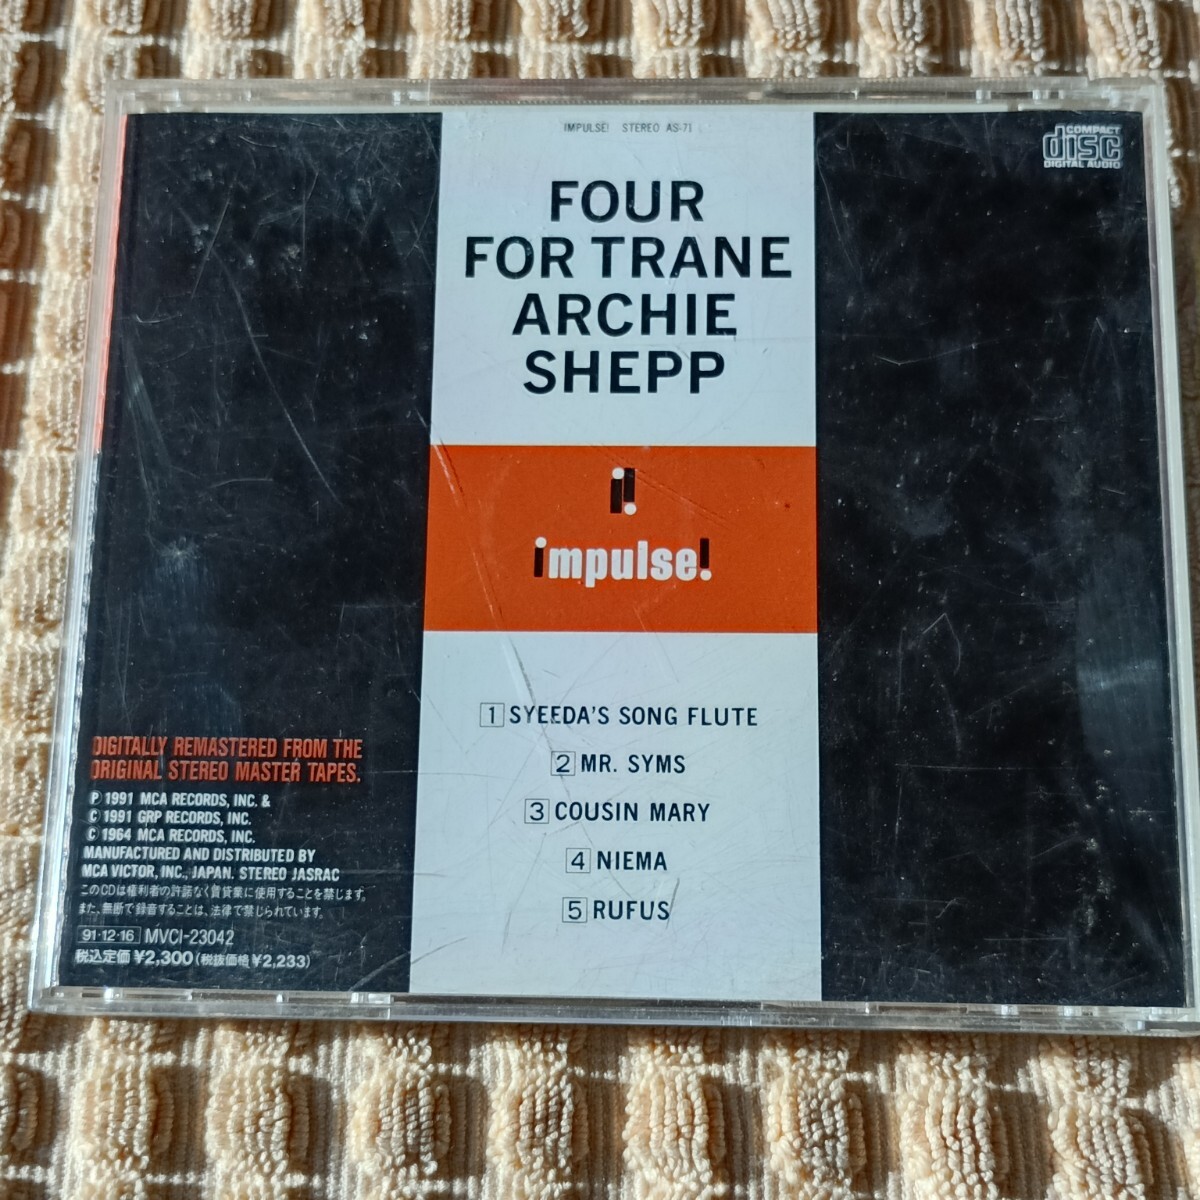 IMPULSE! STEREO AS-71
COMPACT
disc
DIGITAL AUDIO
FOUR
FOR TRANE
ARCHIE
SHEPP
i!
impulse!
1 SYEEDA'S SONG FLUTE
2 MR. SYMS
3 COUSIN MARY
4 NIEMA
5 RUFUS
DIGITALLY REMASTERED FROM THE
ORIGINAL STEREO MASTER TAPES.
Ⓟ 1991 MCA RECORDS, INC. &
© 1991 GRP RECORDS, INC.
© 1964 MCA RECORDS, INC.
MANUFACTURED AND DISTRIBUTED BY
MCA VICTOR, INC., JAPAN. STEREO JASRAC
このCDは権利者の許諾なく賃貸業に使用することを禁じます。
また、無断で録音することは、法律で禁じられています。
91·12·16 MVCI-23042
税込定価¥2,300(税抜価格¥2,233)